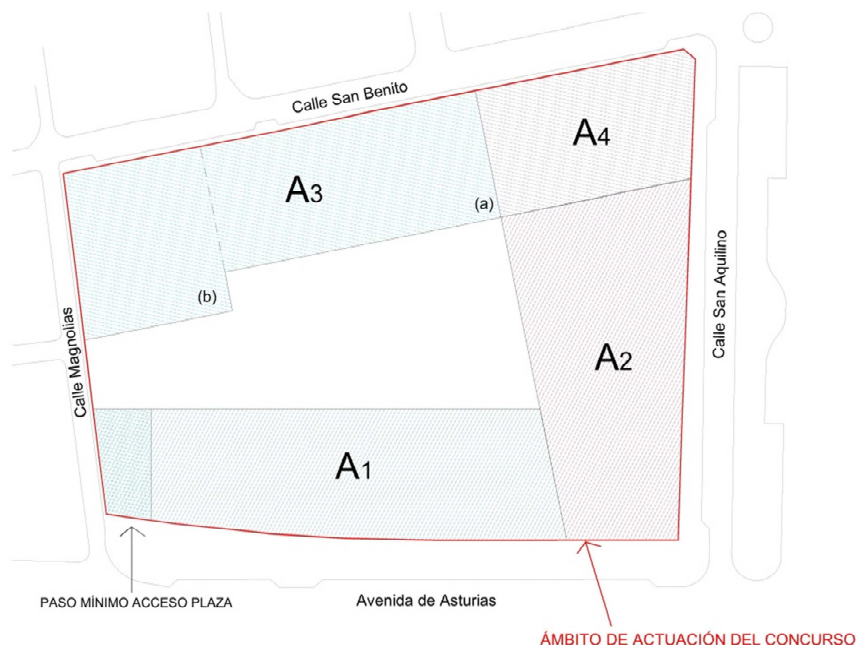 Calle San Benito
A4
A3
(a)
(b)
Calle Magnolias
Calle San Aquilino
A2
A1
PASO MÍNIMO ACCESO PLAZA
Avenida de Asturias
ÁMBITO DE ACTUACIÓN DEL CONCURSO